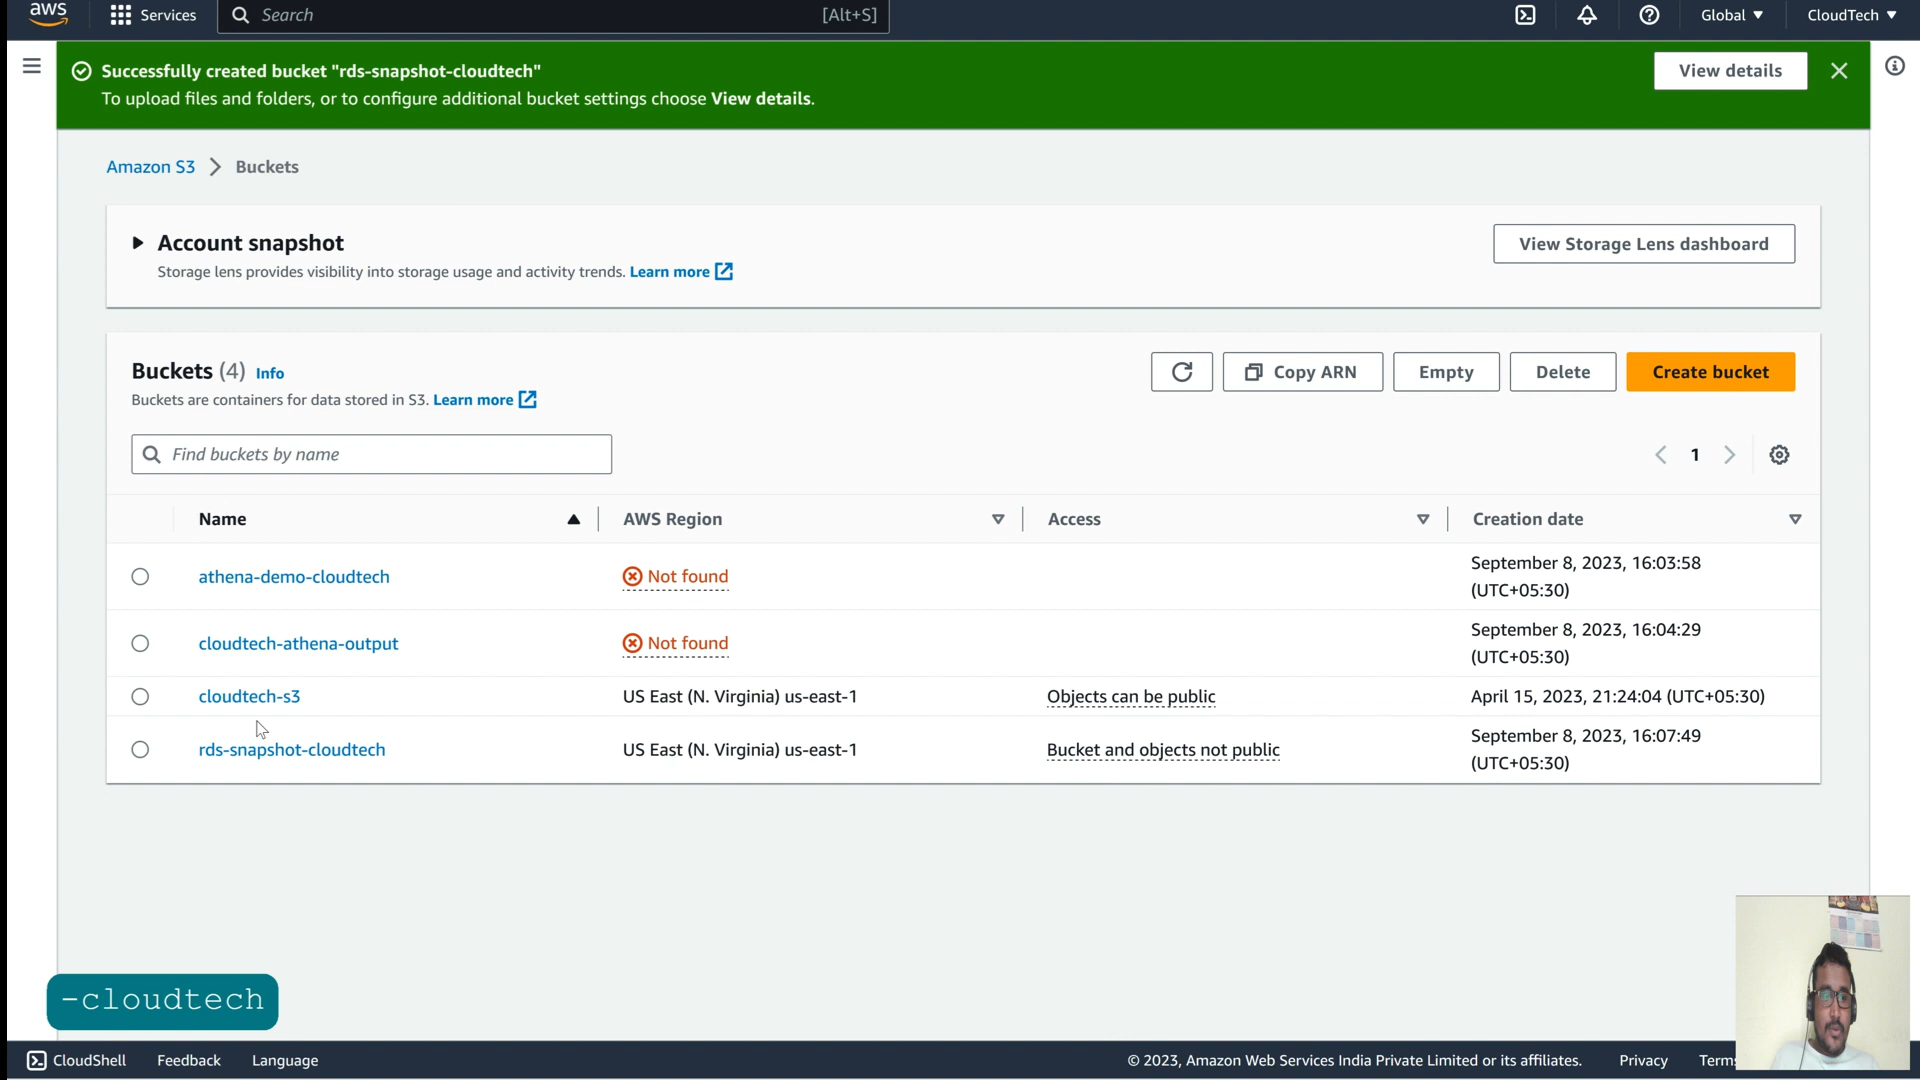 aws
Services
Search
[Alt+S]
Global
CloudTech
Successfully created bucket "rds-snapshot-cloudtech"
To upload files and folders, or to configure additional bucket settings choose View details.
View details
Amazon S3
Buckets
Account snapshot
Storage lens provides visibility into storage usage and activity trends. Learn more
View Storage Lens dashboard
Buckets (4) Info
Buckets are containers for data stored in S3. Learn more
Copy ARN
Empty
Delete
Create bucket
Find buckets by name
1
Name
AWS Region
Access
Creation date
athena-demo-cloudtech
Not found
September 8, 2023, 16:03:58
(UTC+05:30)
cloudtech-athena-output
Not found
September 8, 2023, 16:04:29
(UTC+05:30)
cloudtech-s3
US East (N. Virginia) us-east-1
Objects can be public
April 15, 2023, 21:24:04 (UTC+05:30)
rds-snapshot-cloudtech
US East (N. Virginia) us-east-1
Bucket and objects not public
September 8, 2023, 16:07:49
(UTC+05:30)
-cloudtech
CloudShell
Feedback
Language
© 2023, Amazon Web Services India Private Limited or its affiliates.
Privacy
Terms